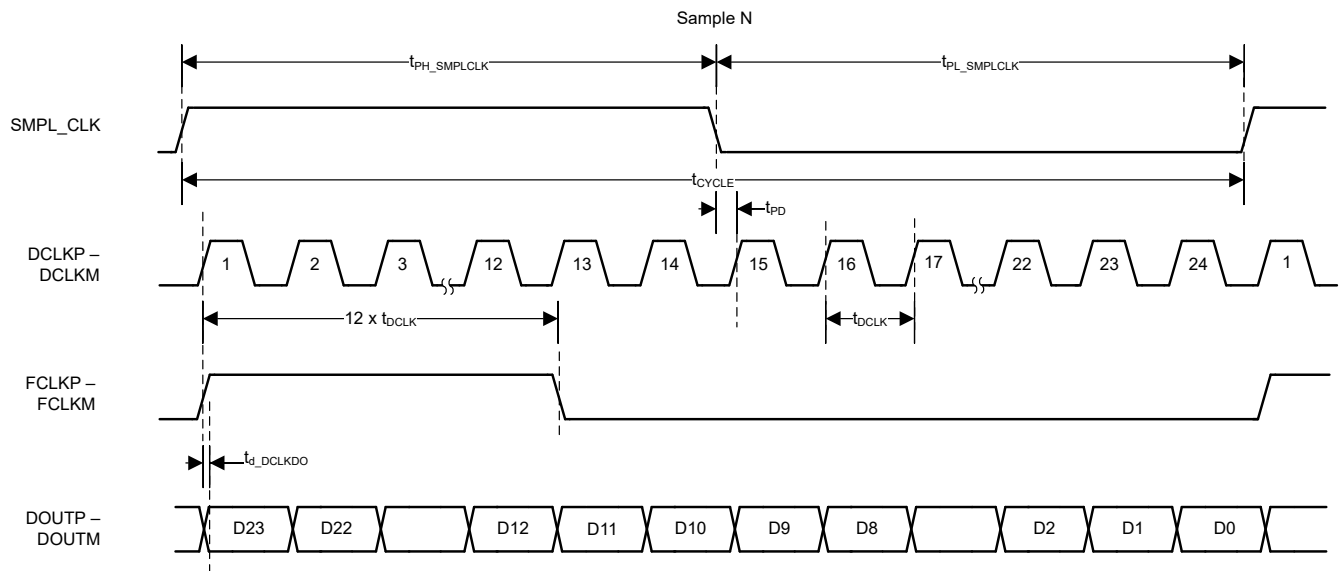 Sample N
tPH_SMPLCLK tPL_SMPLCLK
SMPL_CLK
tCYCLE
tPD
DCLKP –
DCLKM
1 2 3 12 13 14 15 16 17 22 23 24 1
12 x tDCLK tDCLK
FCLKP –
FCLKM
td_DCLKDO
DOUTP –
DOUTM
D23 D22 D12 D11 D10 D9 D8 D2 D1 D0